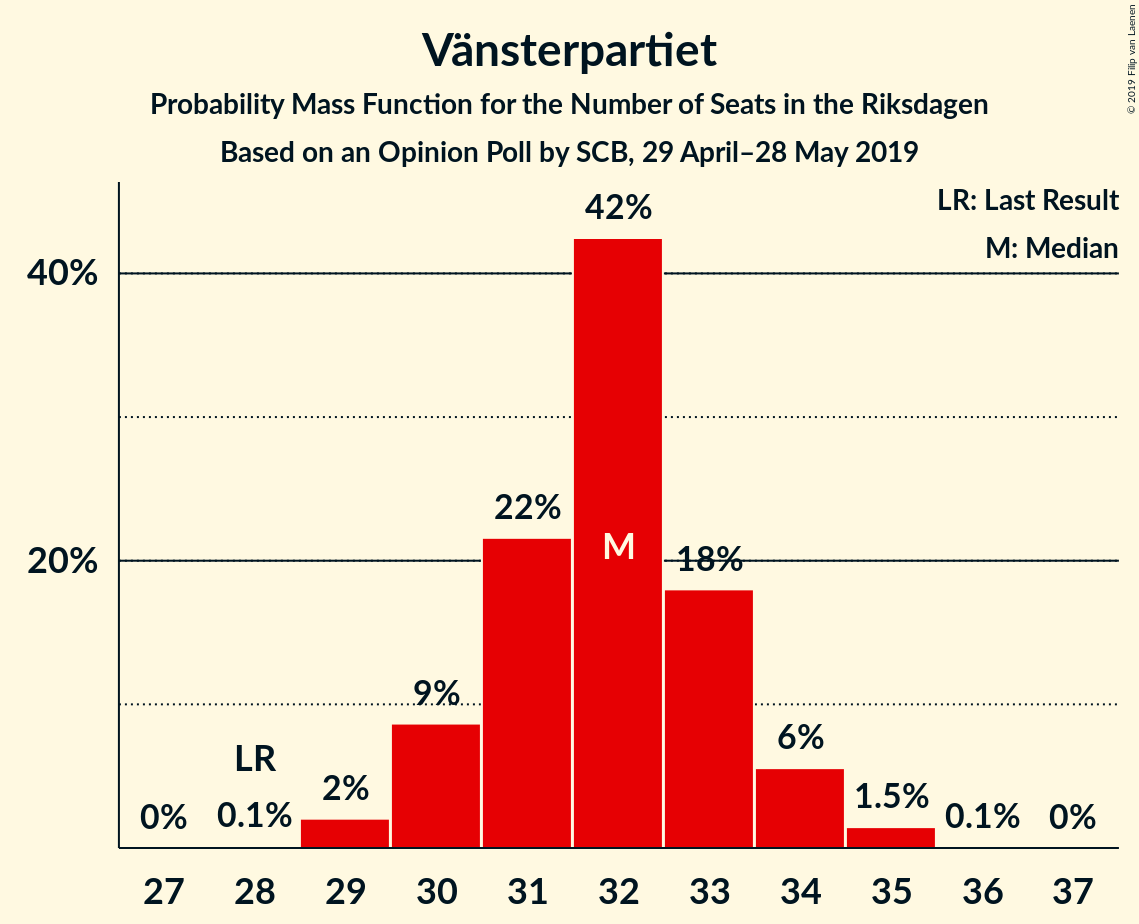 Vänsterpartiet
Probability Mass Function for the Number of Seats in the Riksdagen
Based on an Opinion Poll by SCB, 29 April–28 May 2019
© 2019 Filip van Laenen
LR: Last Result
M: Median
40%
20%
0%
LR
0.1%
2%
9%
22%
42%
M
18%
6%
1.5%
0.1%
0%
27 28 29 30 31 32 33 34 35 36 37